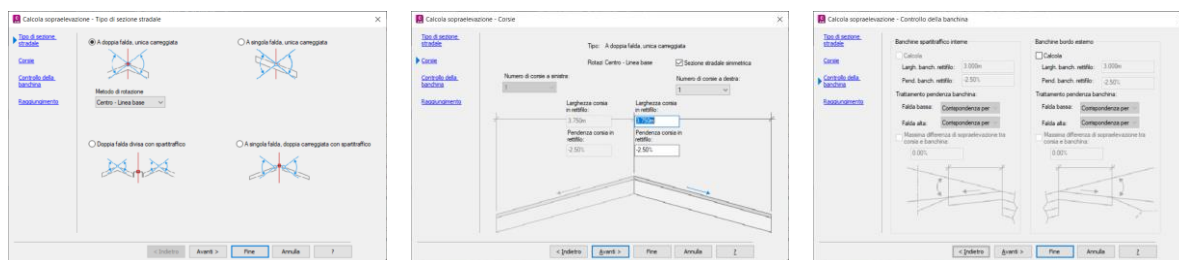 Calcola sopraelevazione - Tipo di sezione stradale
Tipo di sezione
stradale
Corsie
Controllo della
banchina
Raggiungimento
A doppia falda, unica carreggiata
A singola falda, unica carreggiata
Metodo di rotazione
Centro - Linea base
Doppia falda divisa con spartitraffico
A singola falda, doppia carreggiata con spartitraffico
< Indietro
Avanti >
Fine
Annulla
?
Calcola sopraelevazione - Corsie
Tipo di sezione
stradale
Corsie
Controllo della
banchina
Raggiungimento
Tipo: A doppia falda, unica carreggiata
Rotazi Centro - Linea base
Sezione stradale simmetrica
Numero di corsie a sinistra:
1
Numero di corsie a destra:
1
Larghezza corsia
in rettifilo:
3.750m
Pendenza corsia in
rettifilo:
-2.50%
Larghezza corsia
in rettifilo:
3.750m
Pendenza corsia in
rettifilo:
-2.50%
< Indietro
Avanti >
Fine
Annulla
?
Calcola sopraelevazione - Controllo della banchina
Tipo di sezione
stradale
Corsie
Controllo della
banchina
Raggiungimento
Banchine spartitraffico interne
Calcola
Largh. banch. rettifilo: 3.000m
Pend. banch. rettifilo: -2.50%
Trattamento pendenza banchina:
Falda bassa: Corrispondenza per
Falda alta: Corrispondenza per
Massima differenza di sopraelevazione tra
corsia e banchina:
0.00%
Banchine bordo esterno
Calcola
Largh. banch. rettifilo: 3.000m
Pend. banch. rettifilo: -2.50%
Trattamento pendenza banchina:
Falda bassa: Corrispondenza per
Falda alta: Corrispondenza per
Massima differenza di sopraelevazione tra
corsia e banchina:
0.00%
< Indietro
Avanti >
Fine
Annulla
?